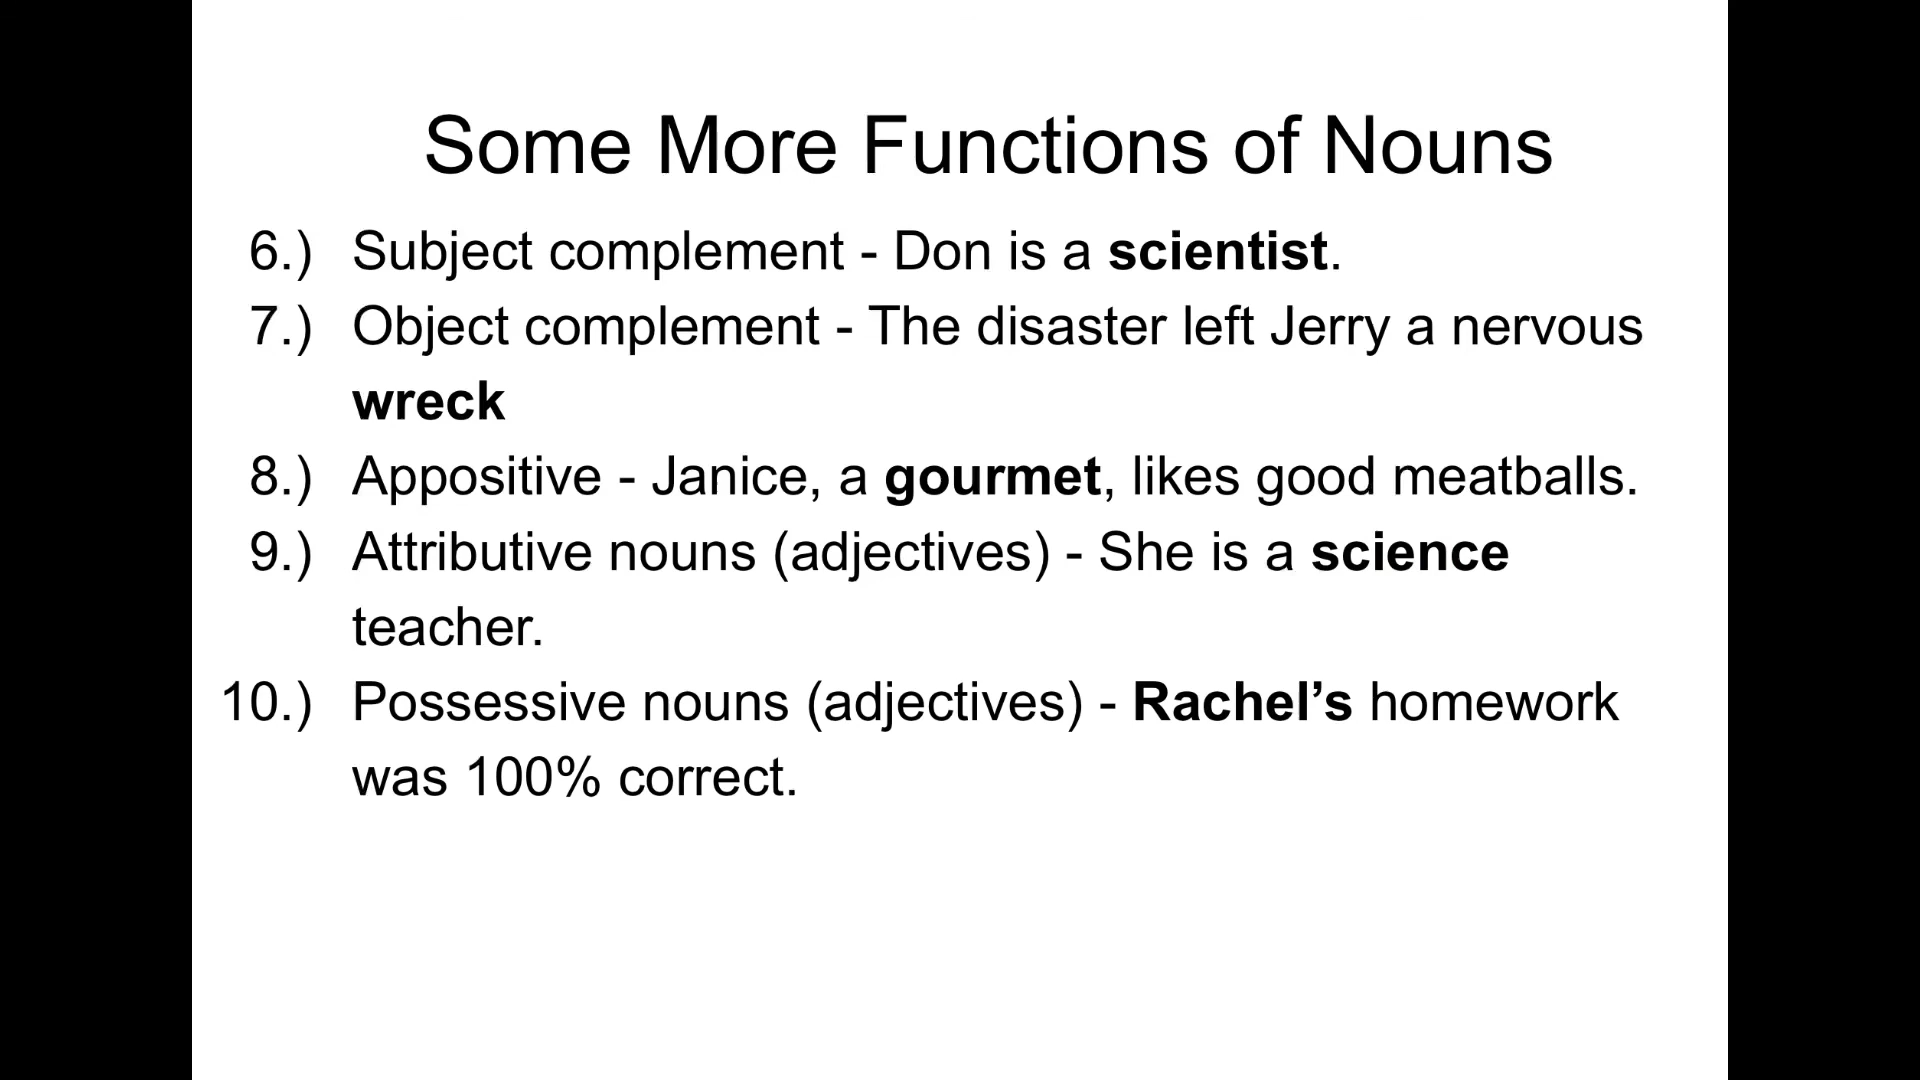 Some More Functions of Nouns
6.) Subject complement - Don is a scientist.
7.) Object complement - The disaster left Jerry a nervous
wreck
8.) Appositive - Janice, a gourmet, likes good meatballs.
9.) Attributive nouns (adjectives) - She is a science
teacher.
10.) Possessive nouns (adjectives) - Rachel’s homework
was 100% correct.